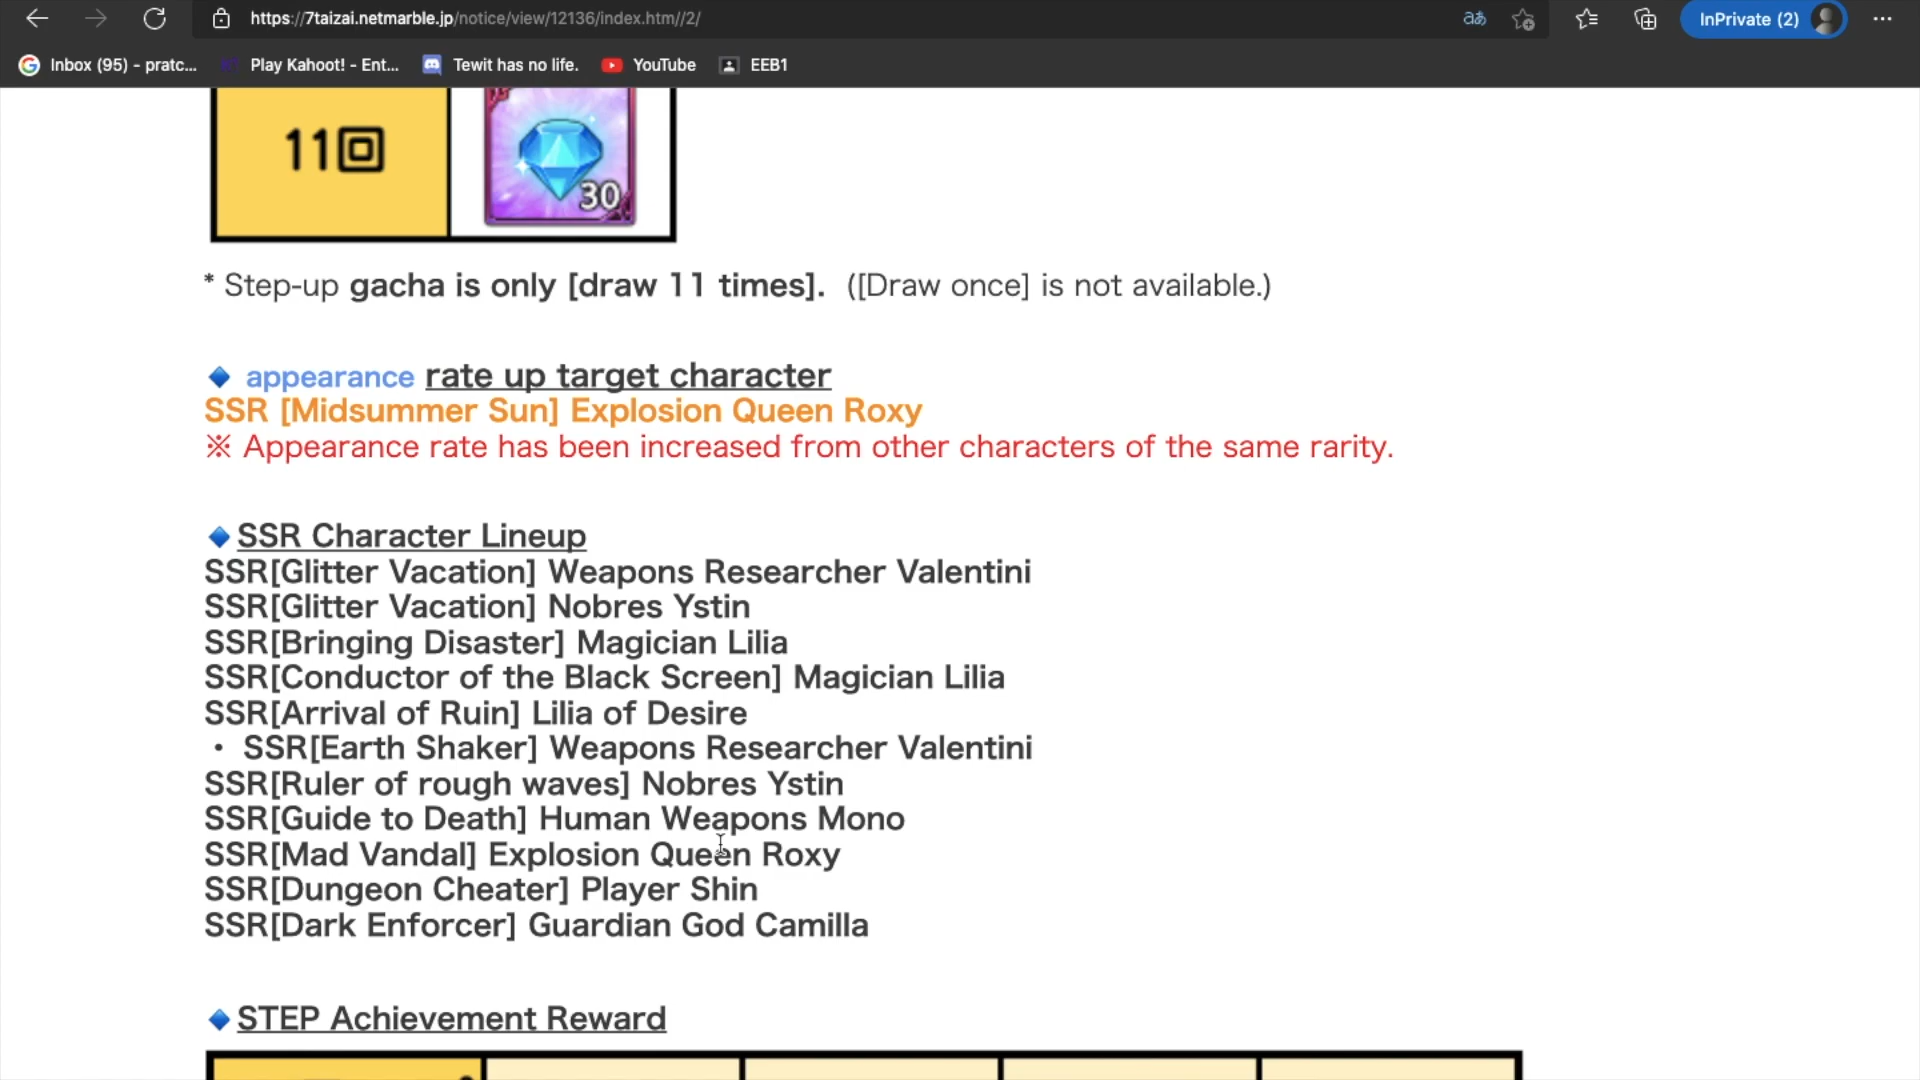 https://7taizai.netmarble.jp/notice/view/12136/index.htm//2/
aあ
InPrivate (2)
Inbox (95) - pratc...
Play Kahoot! - Ent...
Tewit has no life.
YouTube
EEB1
11回
30
* Step-up gacha is only [draw 11 times]. ([Draw once] is not available.)
appearance rate up target character
SSR [Midsummer Sun] Explosion Queen Roxy
※ Appearance rate has been increased from other characters of the same rarity.
SSR Character Lineup
SSR[Glitter Vacation] Weapons Researcher Valentini
SSR[Glitter Vacation] Nobres Ystin
SSR[Bringing Disaster] Magician Lilia
SSR[Conductor of the Black Screen] Magician Lilia
SSR[Arrival of Ruin] Lilia of Desire
・ SSR[Earth Shaker] Weapons Researcher Valentini
SSR[Ruler of rough waves] Nobres Ystin
SSR[Guide to Death] Human Weapons Mono
SSR[Mad Vandal] Explosion Queen Roxy
SSR[Dungeon Cheater] Player Shin
SSR[Dark Enforcer] Guardian God Camilla
STEP Achievement Reward